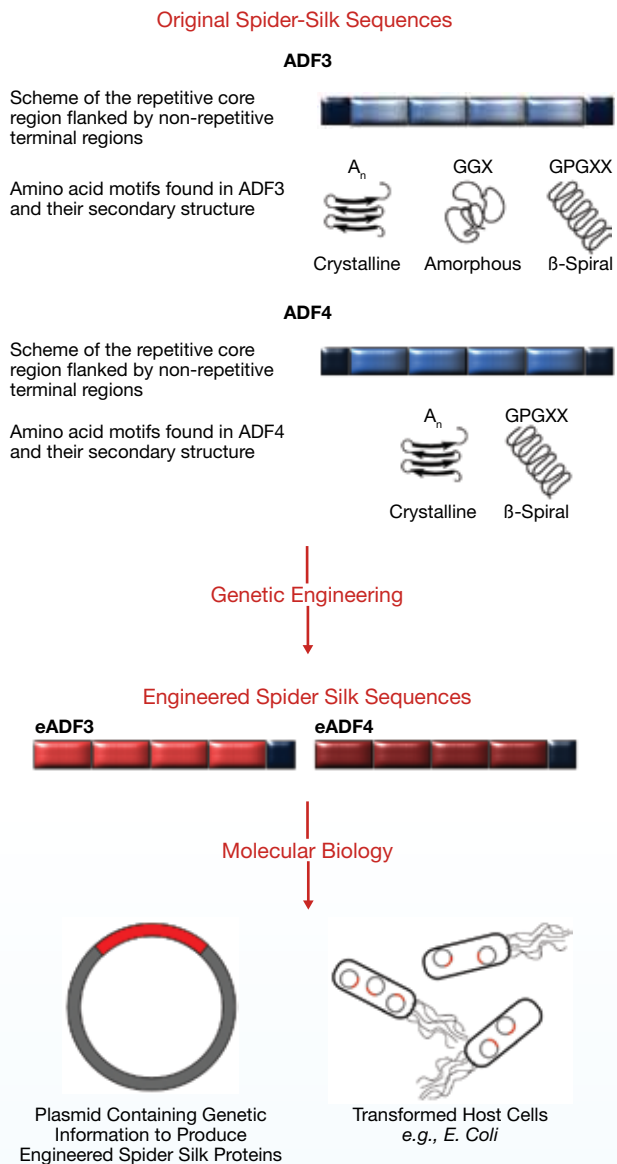 Original Spider-Silk Sequences
ADF3
Scheme of the repetitive core
region flanked by non-repetitive
terminal regions
Amino acid motifs found in ADF3
and their secondary structure
An
GGX
GPGXX
Crystalline
Amorphous
ß-Spiral
ADF4
Scheme of the repetitive core
region flanked by non-repetitive
terminal regions
Amino acid motifs found in ADF4
and their secondary structure
An
GPGXX
Crystalline
ß-Spiral
Genetic Engineering
Engineered Spider Silk Sequences
eADF3
eADF4
Molecular Biology
Plasmid Containing Genetic
Information to Produce
Engineered Spider Silk Proteins
Transformed Host Cells
e.g., E. Coli